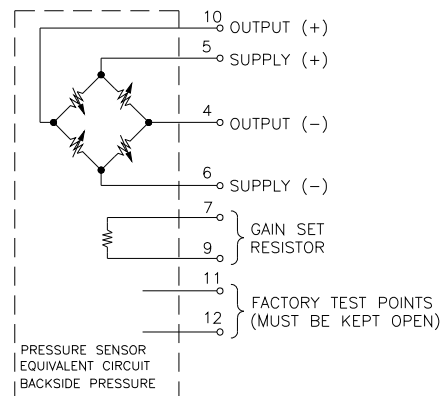 10
OUTPUT (+)
5
SUPPLY (+)
4
OUTPUT (−)
6
SUPPLY (−)
7
GAIN SET
RESISTOR
9
11
FACTORY TEST POINTS
(MUST BE KEPT OPEN)
12
PRESSURE SENSOR
EQUIVALENT CIRCUIT
BACKSIDE PRESSURE